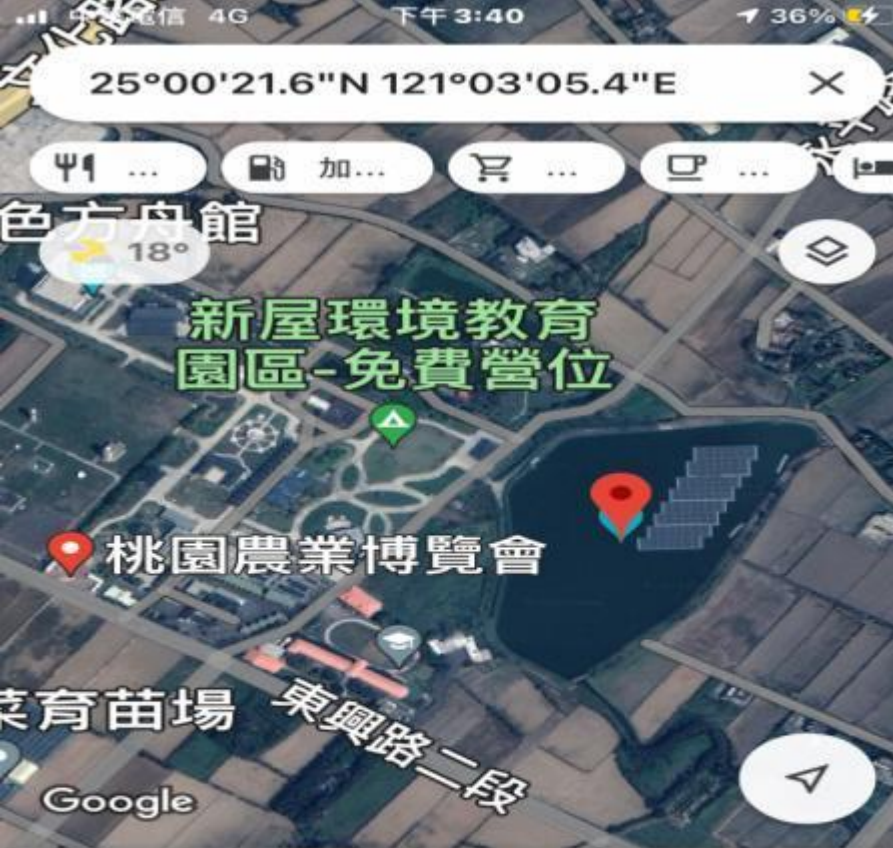 電信 4G
下午 3:40
36%
25°00'21.6"N 121°03'05.4"E
...
加...
...
...
色方舟館
18°
新屋環境教育
園區-免費營位
桃園農業博覽會
菜育苗場
東興路二段
Google